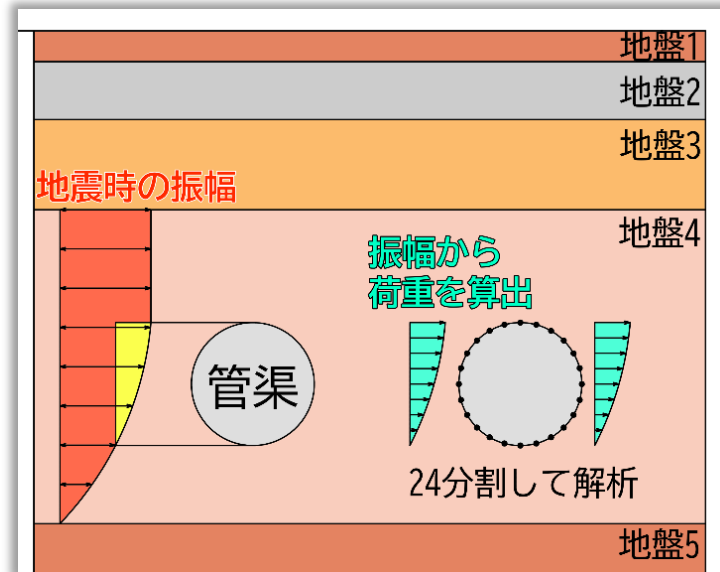 地盤1
地盤2
地盤3
地震時の振幅
地盤4
振幅から
荷重を算出
管渠
24分割して解析
地盤5